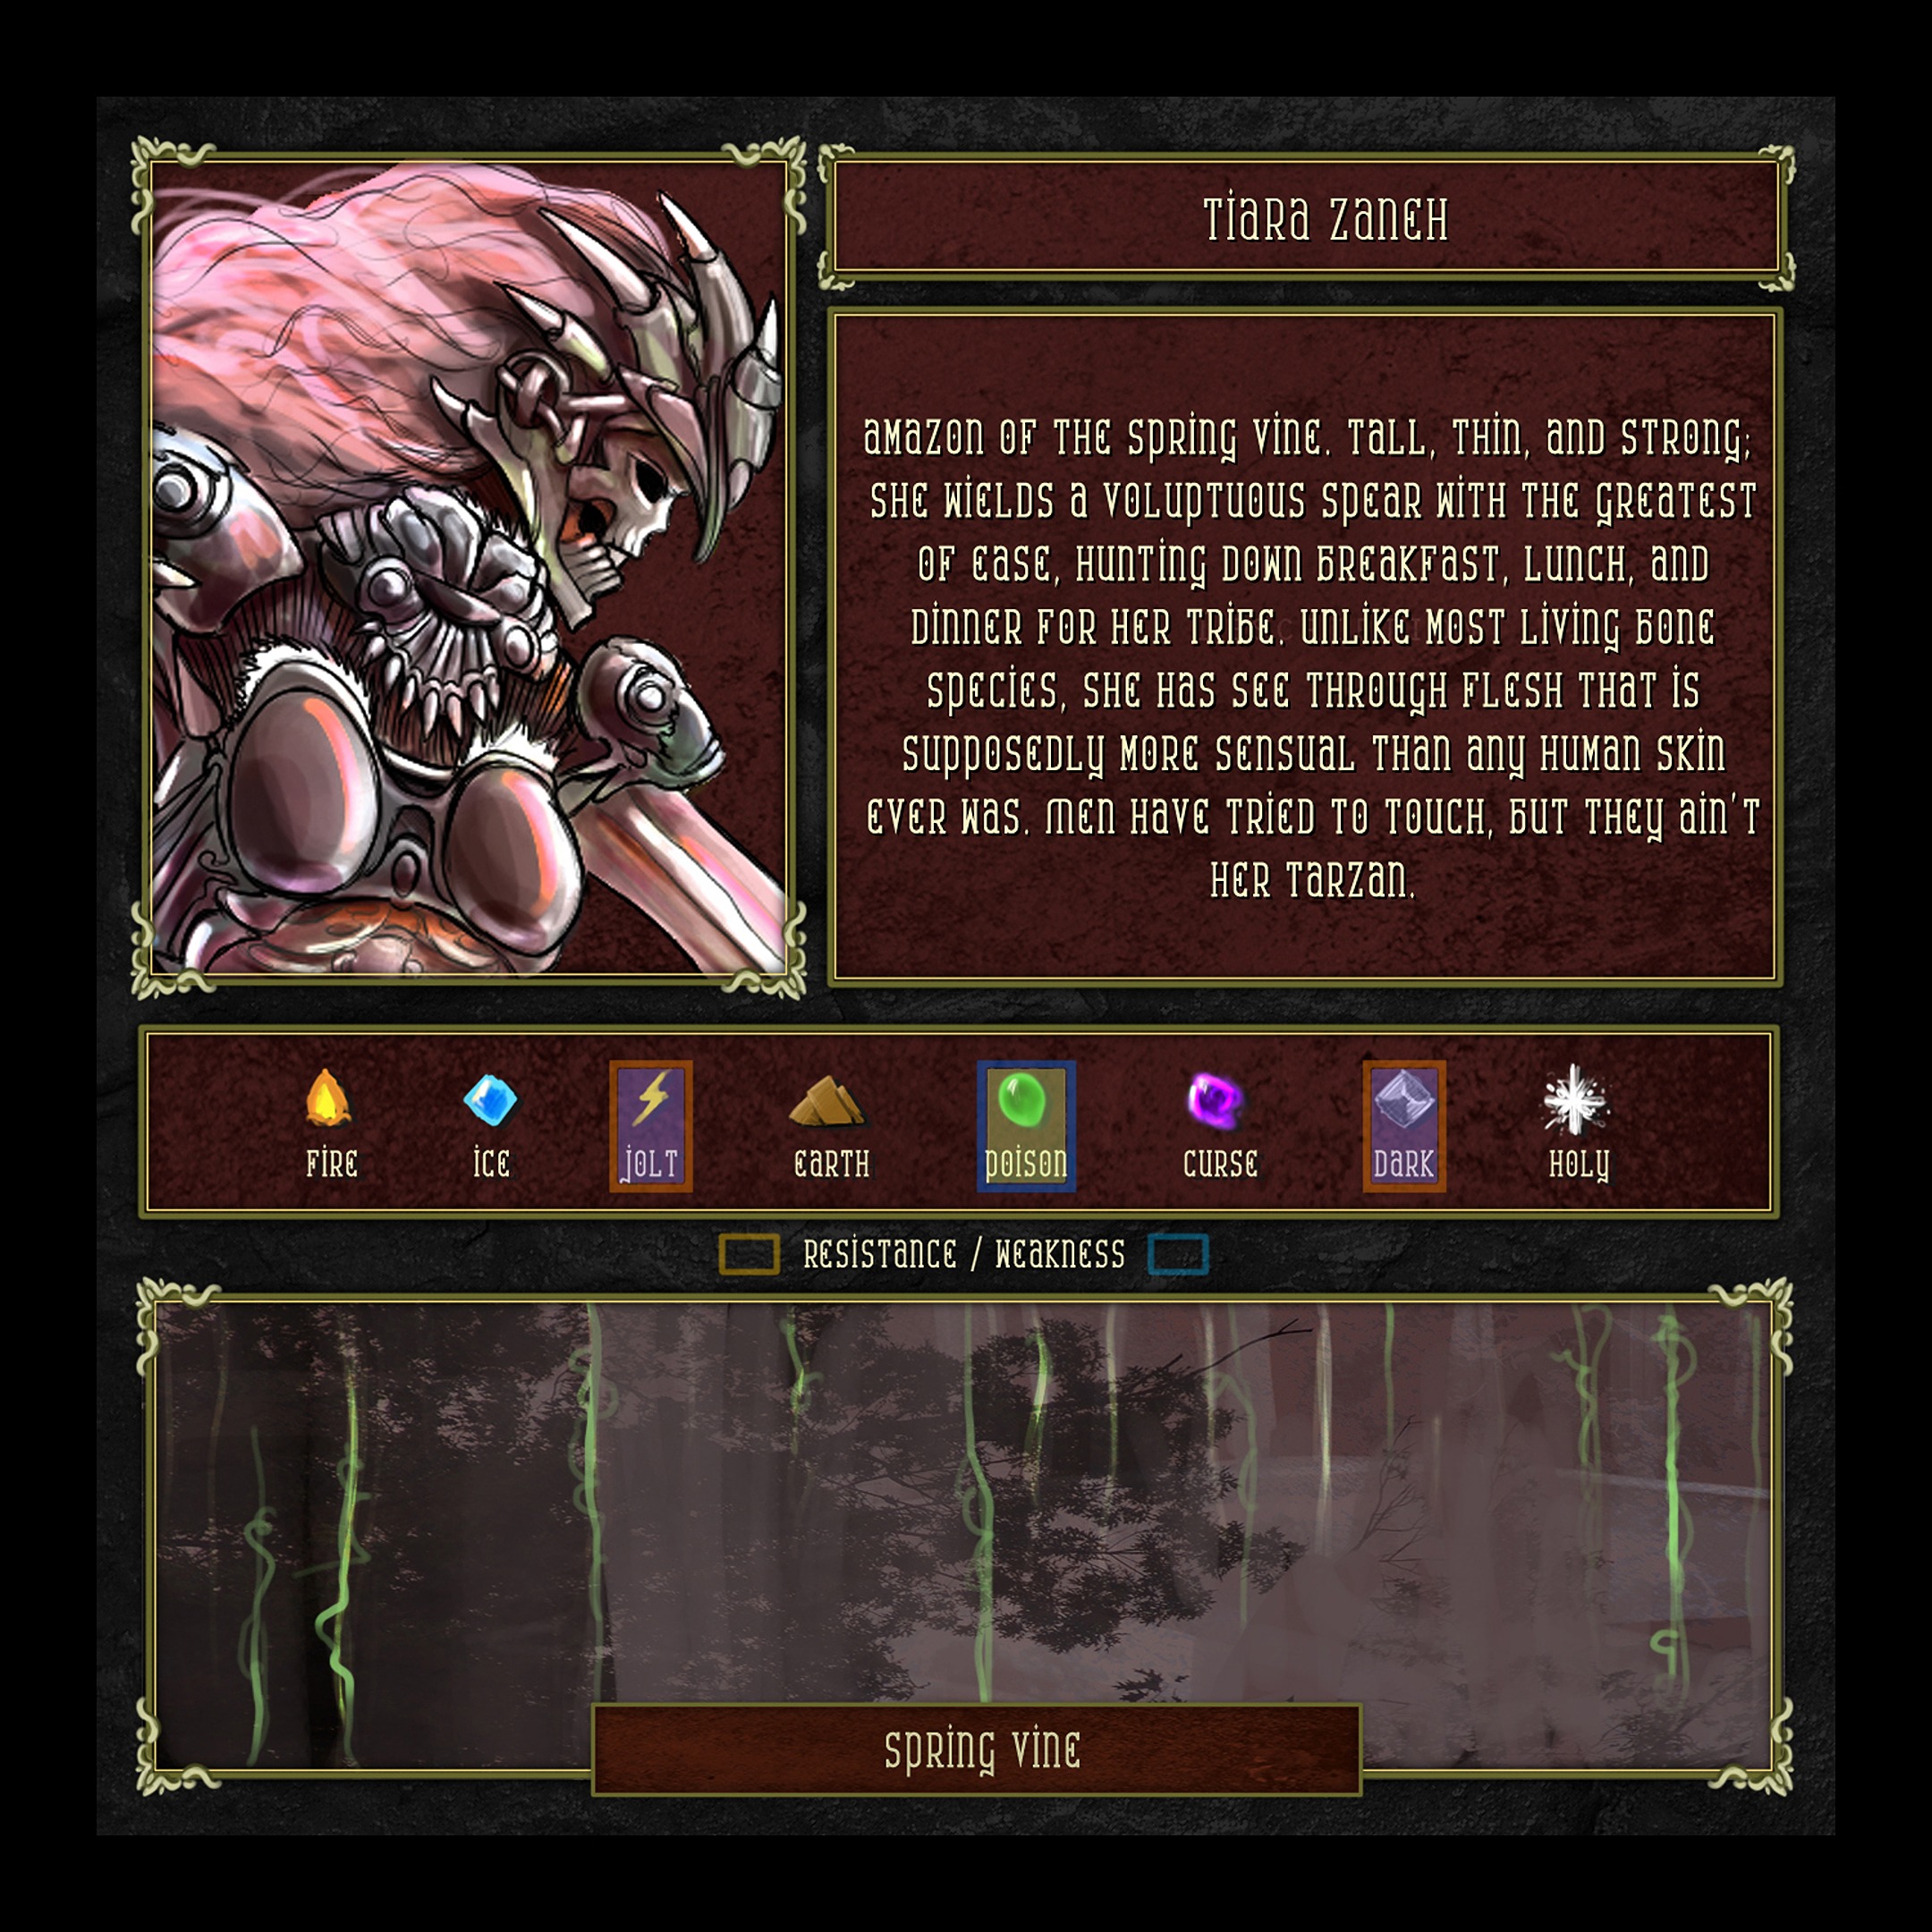 Tiara Zaneh
Amazon of the Spring Vine. Tall, thin, and strong;
she wields a voluptuous spear with the greatest
of ease, hunting down breakfast, lunch, and
dinner for her tribe. Unlike most living bone
species, she has see through flesh that is
supposedly more sensual than any human skin
ever was. Men have tried to touch, but they ain't
her Tarzan.
Fire Ice Jolt Earth Poison Curse Dark Holy
Resistance / Weakness
Spring Vine